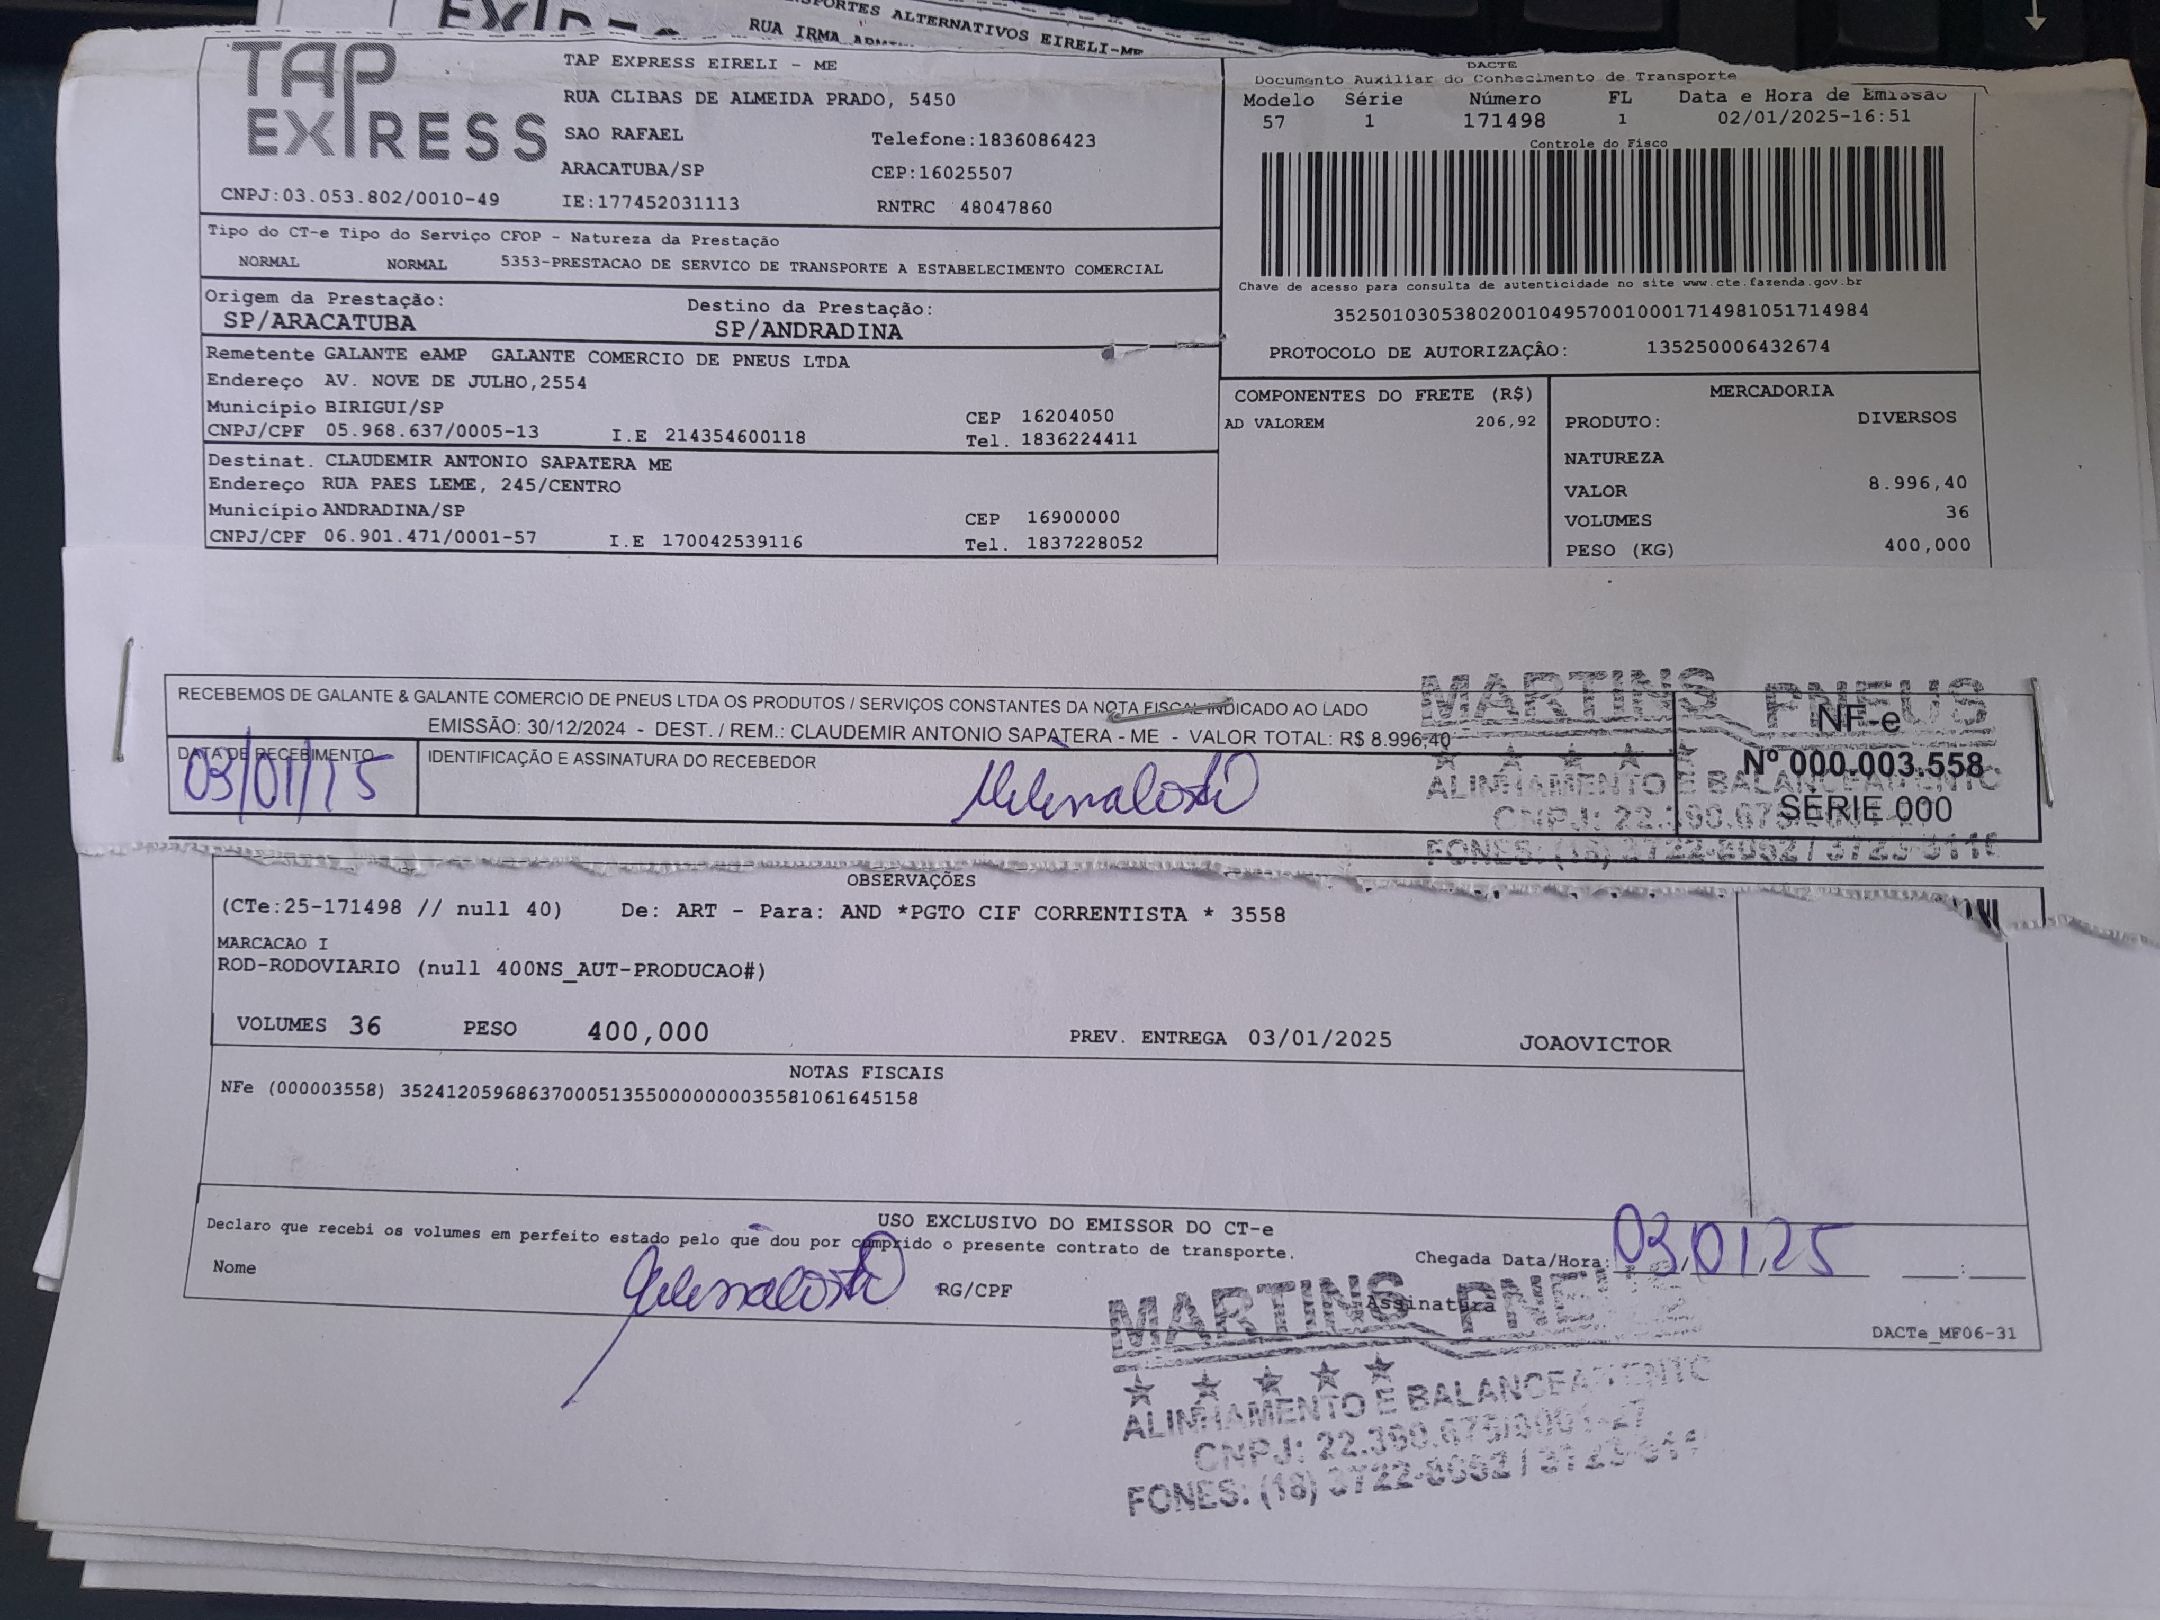 SPORTES ALTERNATIVOS EIRELI-ME
RUA IRMA
TAP
EXPRESS
TAP EXPRESS EIRELI - ME
RUA CLIBAS DE ALMEIDA PRADO, 5450
SAO RAFAEL
Telefone:1836086423
ARACATUBA/SP
CEP:16025507
CNPJ:03.053.802/0010-49
IE:177452031113
RNTRC 48047860
DACTE
Documento Auxiliar do Conhecimento de Transporte
Modelo Série Número FL Data e Hora de Emissão
57 1 171498 1 02/01/2025-16:51
Controle do Fisco
Chave de acesso para consulta de autenticidade no site www.cte.fazenda.gov.br
35250103053802001049570010001714981051714984
PROTOCOLO DE AUTORIZAÇÃO: 135250006432674
Tipo do CT-e Tipo do Serviço CFOP - Natureza da Prestação
NORMAL NORMAL 5353-PRESTACAO DE SERVICO DE TRANSPORTE A ESTABELECIMENTO COMERCIAL
Origem da Prestação: Destino da Prestação:
SP/ARACATUBA SP/ANDRADINA
Remetente GALANTE eAMP GALANTE COMERCIO DE PNEUS LTDA
Endereço AV. NOVE DE JULHO,2554
Município BIRIGUI/SP CEP 16204050
CNPJ/CPF 05.968.637/0005-13 I.E 214354600118 Tel. 1836224411
Destinat. CLAUDEMIR ANTONIO SAPATERA ME
Endereço RUA PAES LEME, 245/CENTRO
Município ANDRADINA/SP CEP 16900000
CNPJ/CPF 06.901.471/0001-57 I.E 170042539116 Tel. 1837228052
COMPONENTES DO FRETE (R$)
AD VALOREM 206,92
MERCADORIA
PRODUTO: DIVERSOS
NATUREZA
VALOR 8.996,40
VOLUMES 36
PESO (KG) 400,000
RECEBEMOS DE GALANTE & GALANTE COMERCIO DE PNEUS LTDA OS PRODUTOS / SERVIÇOS CONSTANTES DA NOTA FISCAL INDICADO AO LADO
EMISSÃO: 30/12/2024 - DEST. / REM.: CLAUDEMIR ANTONIO SAPATERA - ME - VALOR TOTAL: R$ 8.996,40
DATA DE RECEBIMENTO
03/01/25
IDENTIFICAÇÃO E ASSINATURA DO RECEBEDOR
NF-e
Nº 000.003.558
SÉRIE 000
MARTINS PNEUS
ALINHAMENTO E BALANCEAMENTO
CNPJ: 22.360.675/
FONES: (18) 3722-8052 /
OBSERVAÇÕES
(CTe:25-171498 // null 40) De: ART - Para: AND *PGTO CIF CORRENTISTA * 3558
MARCACAO I
ROD-RODOVIARIO (null 400NS_AUT-PRODUCAO#)
VOLUMES 36 PESO 400,000 PREV. ENTREGA 03/01/2025 JOAOVICTOR
NOTAS FISCAIS
NFe (000003558) 35241205968637000513550000000035581061645158
USO EXCLUSIVO DO EMISSOR DO CT-e
Declaro que recebi os volumes em perfeito estado pelo que dou por cumprido o presente contrato de transporte.
Chegada Data/Hora: 03/01/25
Nome RG/CPF Assinatura
DACTe_MF06-31
MARTINS PNEUS
ALINHAMENTO E BALANCEAMENTO
CNPJ: 22.360.675/0001-
FONES: (18) 3722-8052 /